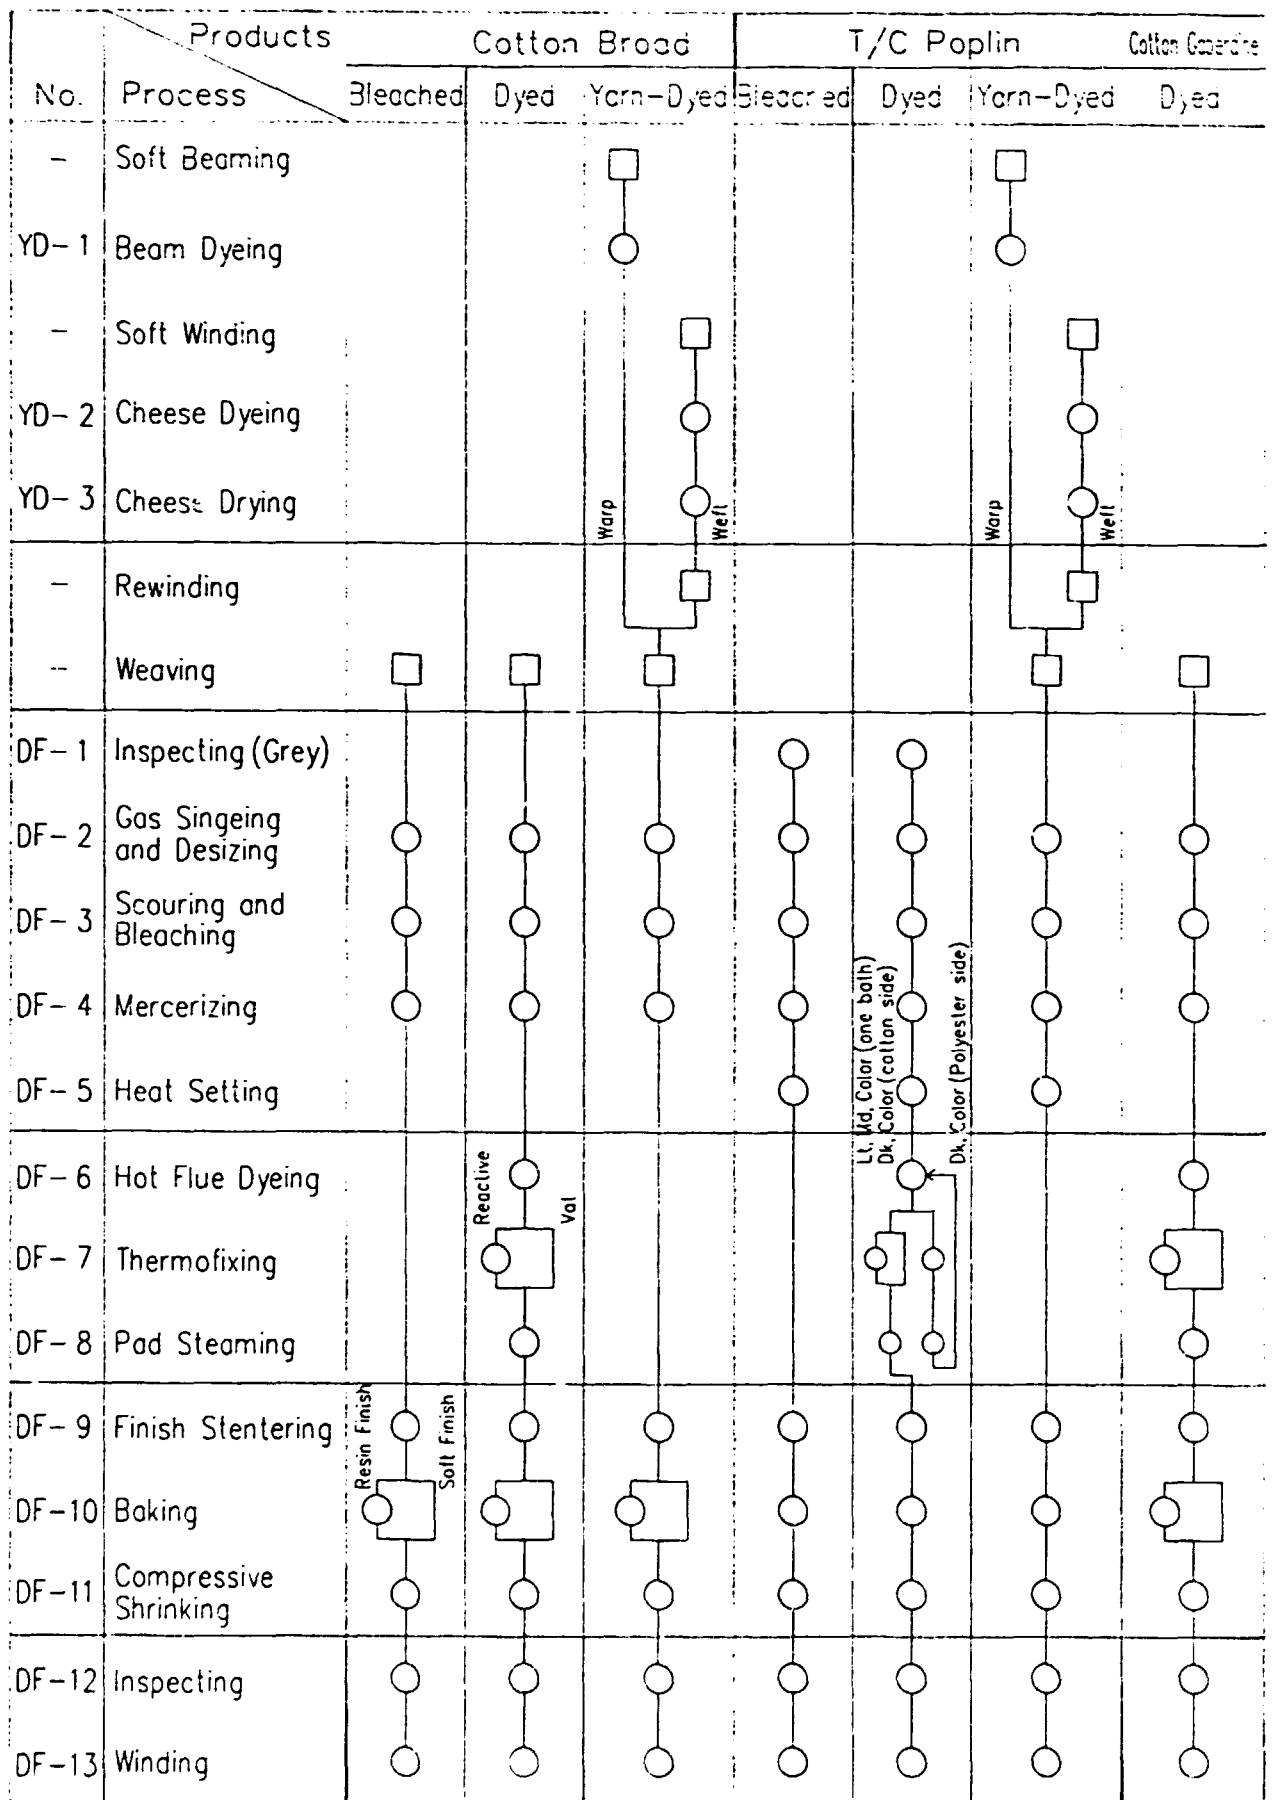 Products
Cotton Broad
T/C Poplin
Cotton Gaberdine
No.
Process
Bleached
Dyed
Yarn-Dyed
Bleached
Dyed
Yarn-Dyed
Dyed
- Soft Beaming
YD-1 Beam Dyeing
- Soft Winding
YD-2 Cheese Dyeing
YD-3 Cheese Drying
Warp
Weft
Warp
Weft
- Rewinding
-- Weaving
DF-1 Inspecting (Grey)
DF-2 Gas Singeing
and Desizing
DF-3 Scouring and
Bleaching
DF-4 Mercerizing
DF-5 Heat Setting
Lt, Md, Color (one bath)
Dk, Color (cotton side)
Dk, Color (Polyester side)
DF-6 Hot Flue Dyeing
Reactive
Vat
DF-7 Thermofixing
DF-8 Pad Steaming
DF-9 Finish Stentering
Resin Finish
Soft Finish
DF-10 Baking
DF-11 Compressive
Shrinking
DF-12 Inspecting
DF-13 Winding